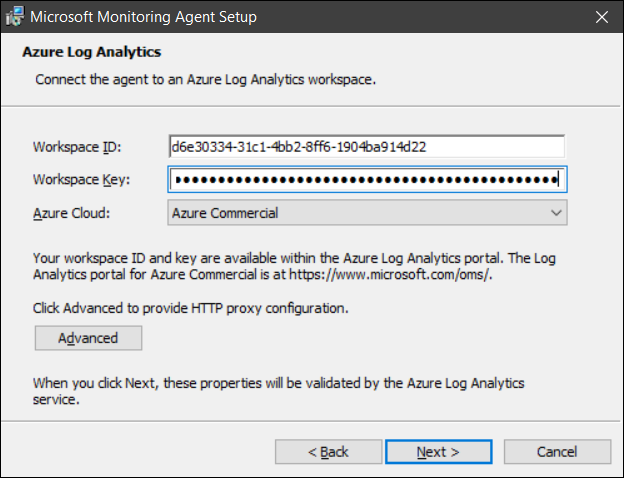 Microsoft Monitoring Agent Setup
Azure Log Analytics
Connect the agent to an Azure Log Analytics workspace.
Workspace ID: d6e30334-31c1-4bb2-8ff6-1904ba914d22
Workspace Key: ●●●●●●●●●●●●●●●●●●●●●●●●●●●●●●●●●●●●●●●●●●●●
Azure Cloud: Azure Commercial
Your workspace ID and key are available within the Azure Log Analytics portal. The Log
Analytics portal for Azure Commercial is at https://www.microsoft.com/oms/.
Click Advanced to provide HTTP proxy configuration.
Advanced
When you click Next, these properties will be validated by the Azure Log Analytics
service.
< Back Next > Cancel